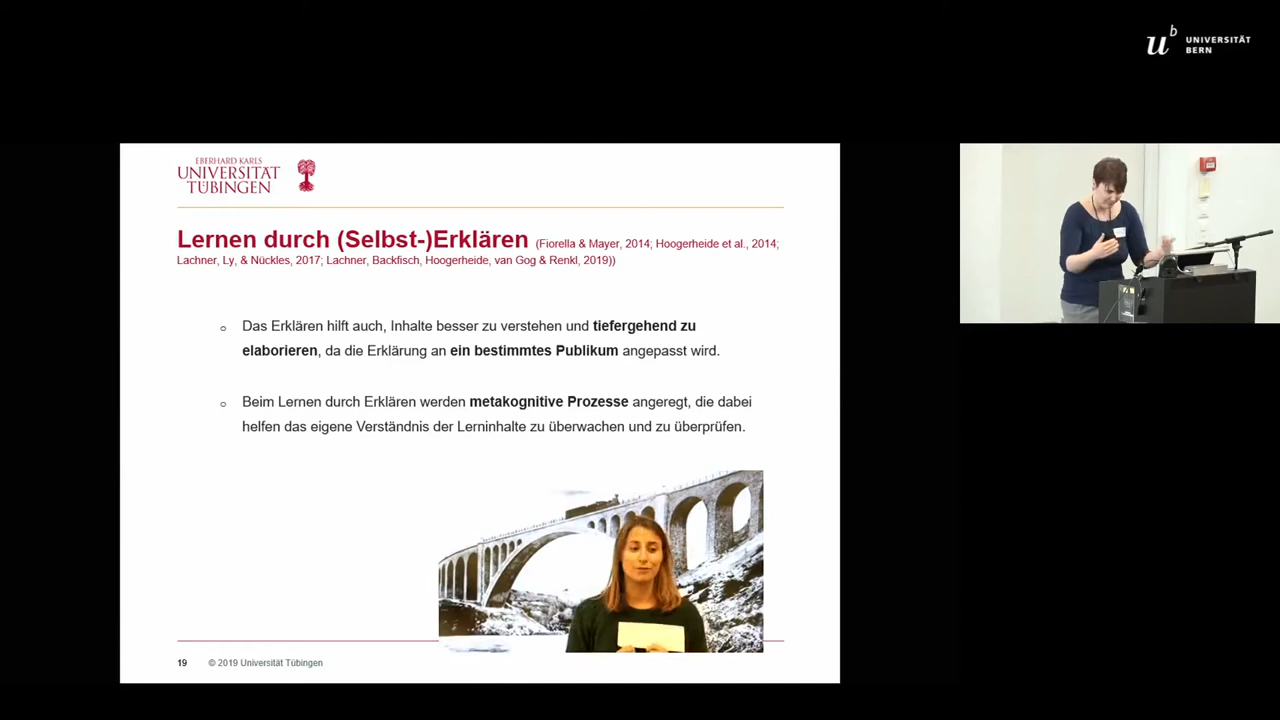 u b UNIVERSITÄT
BERN
EBERHARD KARLS
UNIVERSITÄT
TÜBINGEN
Lernen durch (Selbst-)Erklären (Fiorella & Mayer, 2014; Hoogerheide et al., 2014;
Lachner, Ly, & Nückles, 2017; Lachner, Backfisch, Hoogerheide, van Gog & Renkl, 2019))
Das Erklären hilft auch, Inhalte besser zu verstehen und tiefergehend zu
elaborieren, da die Erklärung an ein bestimmtes Publikum angepasst wird.
Beim Lernen durch Erklären werden metakognitive Prozesse angeregt, die dabei
helfen das eigene Verständnis der Lerninhalte zu überwachen und zu überprüfen.
19 © 2019 Universität Tübingen